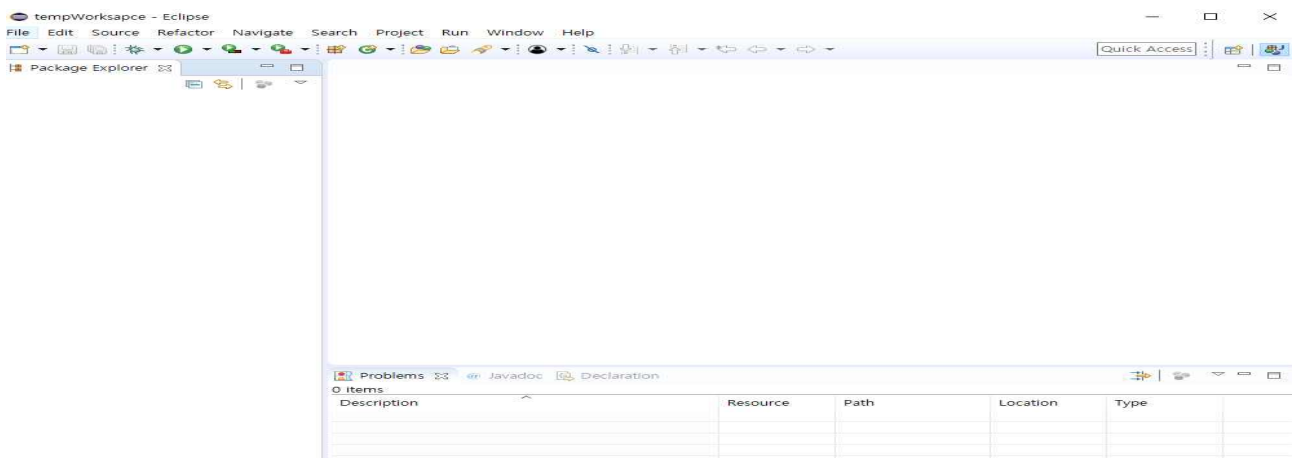 tempWorksapce - Eclipse
File Edit Source Refactor Navigate Search Project Run Window Help
Quick Access
Package Explorer
Problems Javadoc Declaration
0 items
Description Resource Path Location Type